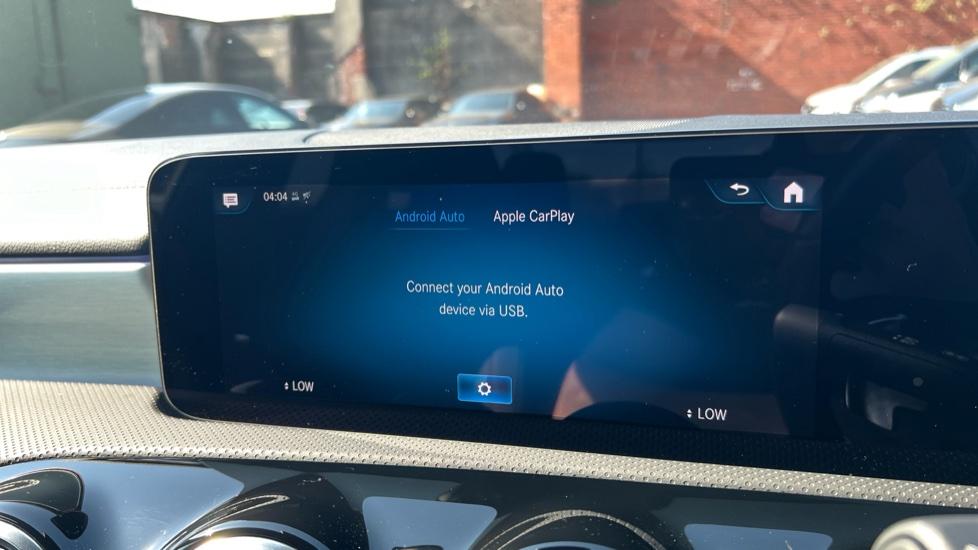 04:04
Android Auto Apple CarPlay
Connect your Android Auto
device via USB.
LOW
LOW